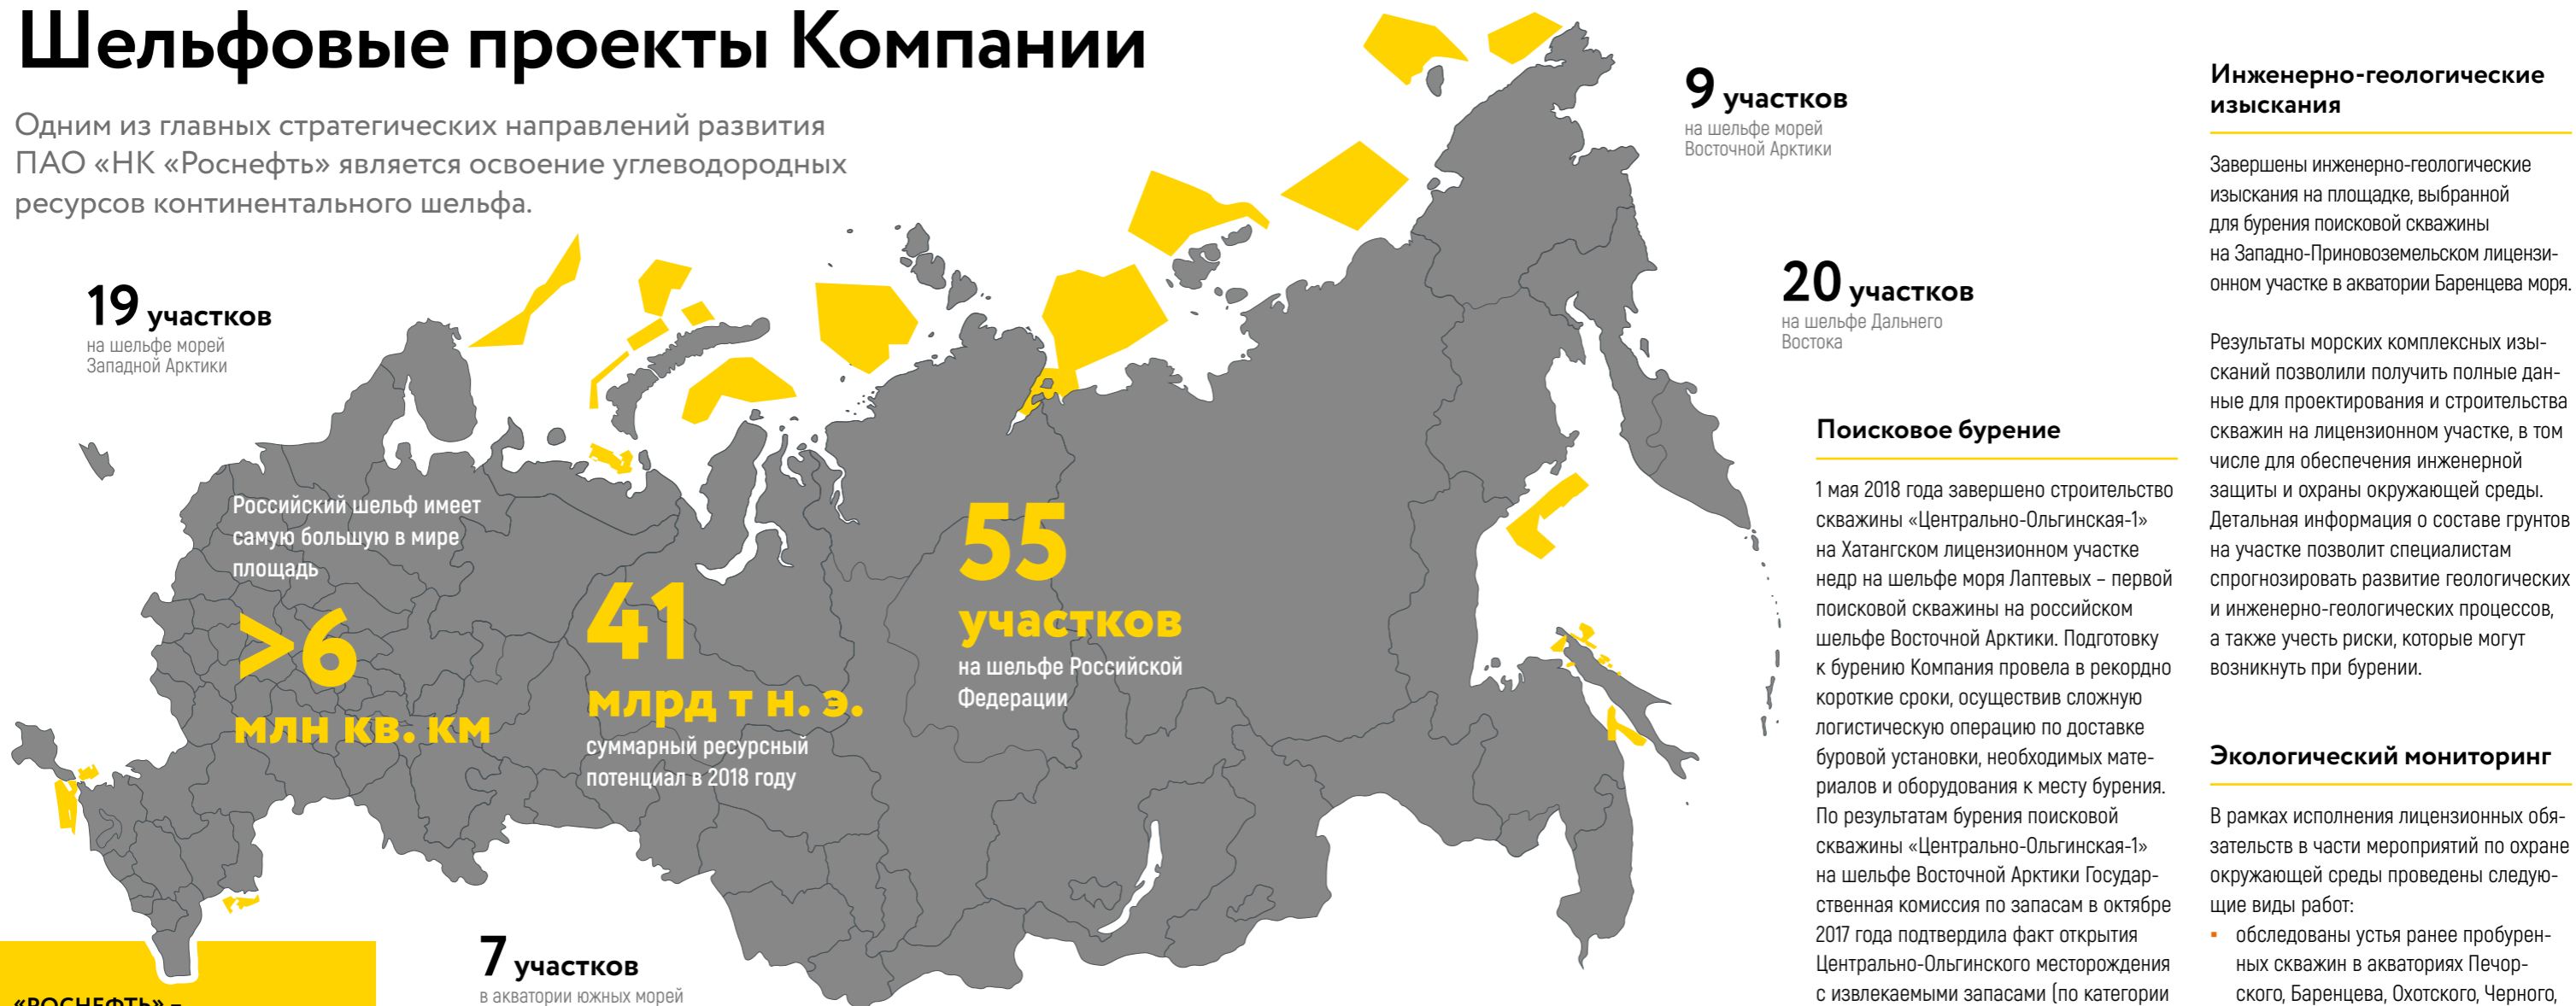 Шельфовые проекты Компании
Одним из главных стратегических направлений развития
ПАО «НК «Роснефть» является освоение углеводородных
ресурсов континентального шельфа.
19 участков
на шельфе морей
Западной Арктики
9 участков
на шельфе морей
Восточной Арктики
20 участков
на шельфе Дальнего
Востока
Российский шельф имеет
самую большую в мире
площадь
>6
млн кв. км
41
млрд т н. э.
суммарный ресурсный
потенциал в 2018 году
55
участков
на шельфе Российской
Федерации
7 участков
в акватории южных морей
«РОСНЕФТЬ» –
Поисковое бурение
1 мая 2018 года завершено строительство
скважины «Центрально-Ольгинская-1»
на Хатангском лицензионном участке
недр на шельфе моря Лаптевых – первой
поисковой скважины на российском
шельфе Восточной Арктики. Подготовку
к бурению Компания провела в рекордно
короткие сроки, осуществив сложную
логистическую операцию по доставке
буровой установки, необходимых мате-
риалов и оборудования к месту бурения.
По результатам бурения поисковой
скважины «Центрально-Ольгинская-1»
на шельфе Восточной Арктики Государ-
ственная комиссия по запасам в октябре
2017 года подтвердила факт открытия
Центрально-Ольгинского месторождения
с извлекаемыми запасами (по категории
Инженерно-геологические
изыскания
Завершены инженерно-геологические
изыскания на площадке, выбранной
для бурения поисковой скважины
на Западно-Приновоземельском лицензи-
онном участке в акватории Баренцева моря.
Результаты морских комплексных изы-
сканий позволили получить полные дан-
ные для проектирования и строительства
скважин на лицензионном участке, в том
числе для обеспечения инженерной
защиты и охраны окружающей среды.
Детальная информация о составе грунтов
на участке позволит специалистам
спрогнозировать развитие геологических
и инженерно-геологических процессов,
а также учесть риски, которые могут
возникнуть при бурении.
Экологический мониторинг
В рамках исполнения лицензионных обя-
зательств в части мероприятий по охране
окружающей среды проведены следую-
щие виды работ:
▪ обследованы устья ранее пробурен-
ных скважин в акваториях Печор-
ского, Баренцева, Охотского, Черного,